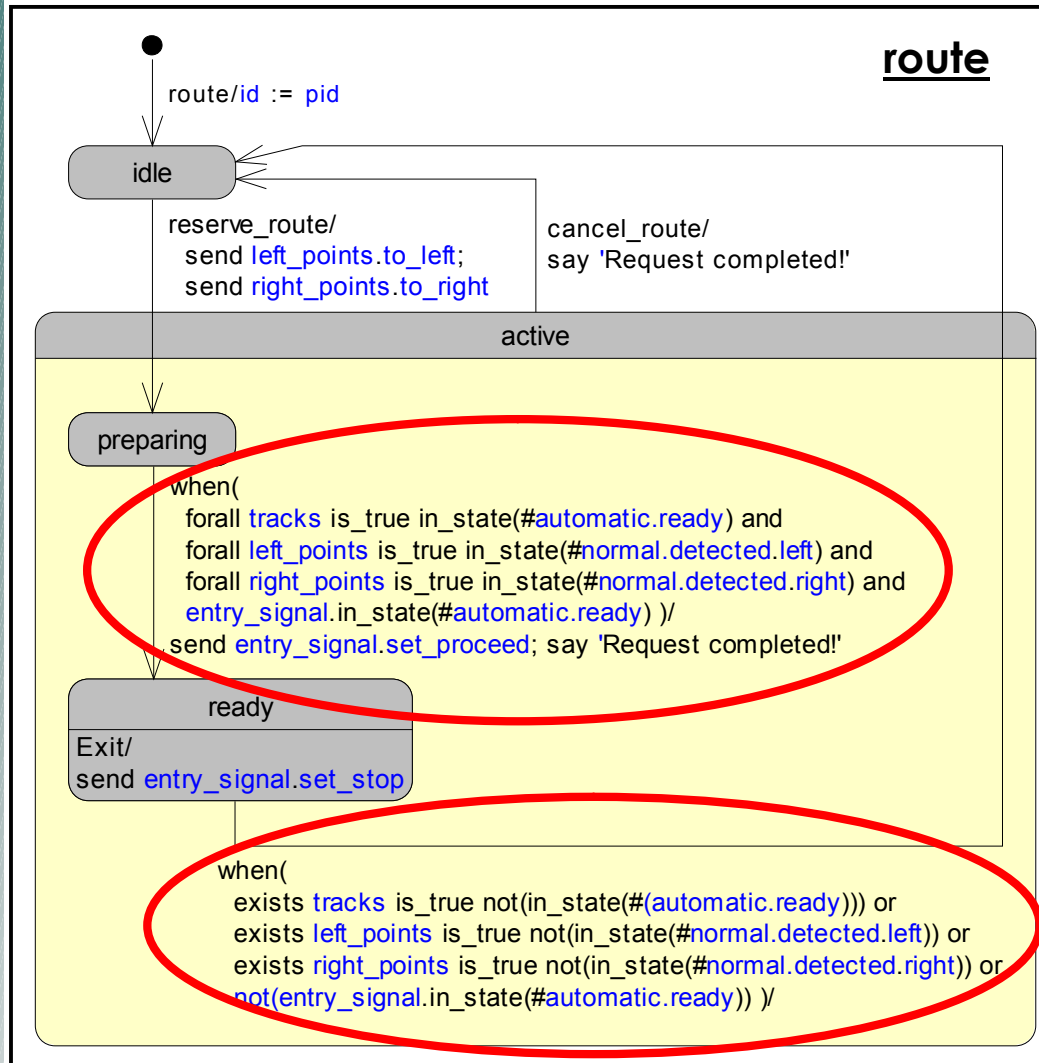 route
route/id := pid
idle
reserve_route/
send left_points.to_left;
send right_points.to_right
cancel_route/
say 'Request completed!'
active
preparing
when(
forall tracks is_true in_state(#automatic.ready) and
forall left_points is_true in_state(#normal.detected.left) and
forall right_points is_true in_state(#normal.detected.right) and
entry_signal.in_state(#automatic.ready) )/
send entry_signal.set_proceed; say 'Request completed!'
ready
Exit/
send entry_signal.set_stop
when(
exists tracks is_true not(in_state(#(automatic.ready))) or
exists left_points is_true not(in_state(#normal.detected.left)) or
exists right_points is_true not(in_state(#normal.detected.right)) or
not(entry_signal.in_state(#automatic.ready)) )/